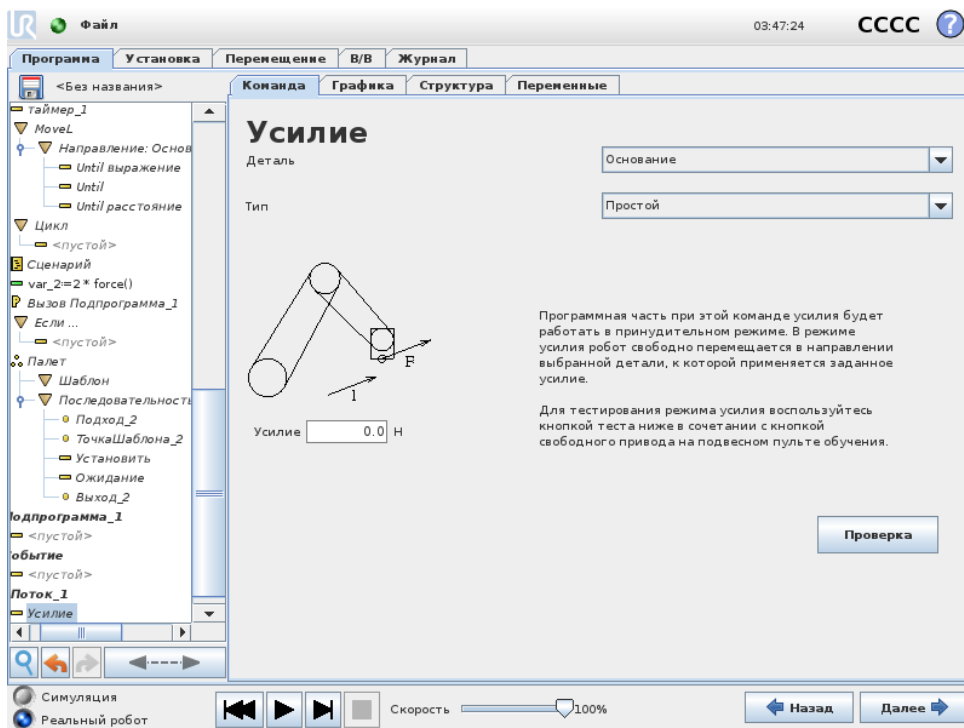 UR
Файл
03:47:24
CCCC
?
Программа
Установка
Перемещение
В/В
Журнал
<Без названия>
Команда
Графика
Структура
Переменные
таймер_1
MoveL
Направление: Основ
Until выражение
Until
Until расстояние
Цикл
<пустой>
Сценарий
var_2:=2 * force()
Вызов Подпрограмма_1
Если ...
<пустой>
Палет
Шаблон
Последовательность
Подход_2
ТочкаШаблона_2
Установить
Ожидание
Выход_2
Подпрограмма_1
<пустой>
Событие
<пустой>
Поток_1
Усилие
Усилие
Деталь
Основание
Тип
Простой
F
1
Усилие 0.0 Н
Программная часть при этой команде усилия будет
работать в принудительном режиме. В режиме
усилия робот свободно перемещается в направлении
выбранной детали, к которой применяется заданное
усилие.
Для тестирования режима усилия воспользуйтесь
кнопкой теста ниже в сочетании с кнопкой
свободного привода на подвесном пульте обучения.
Проверка
Симуляция
Реальный робот
Скорость
100%
Назад
Далее